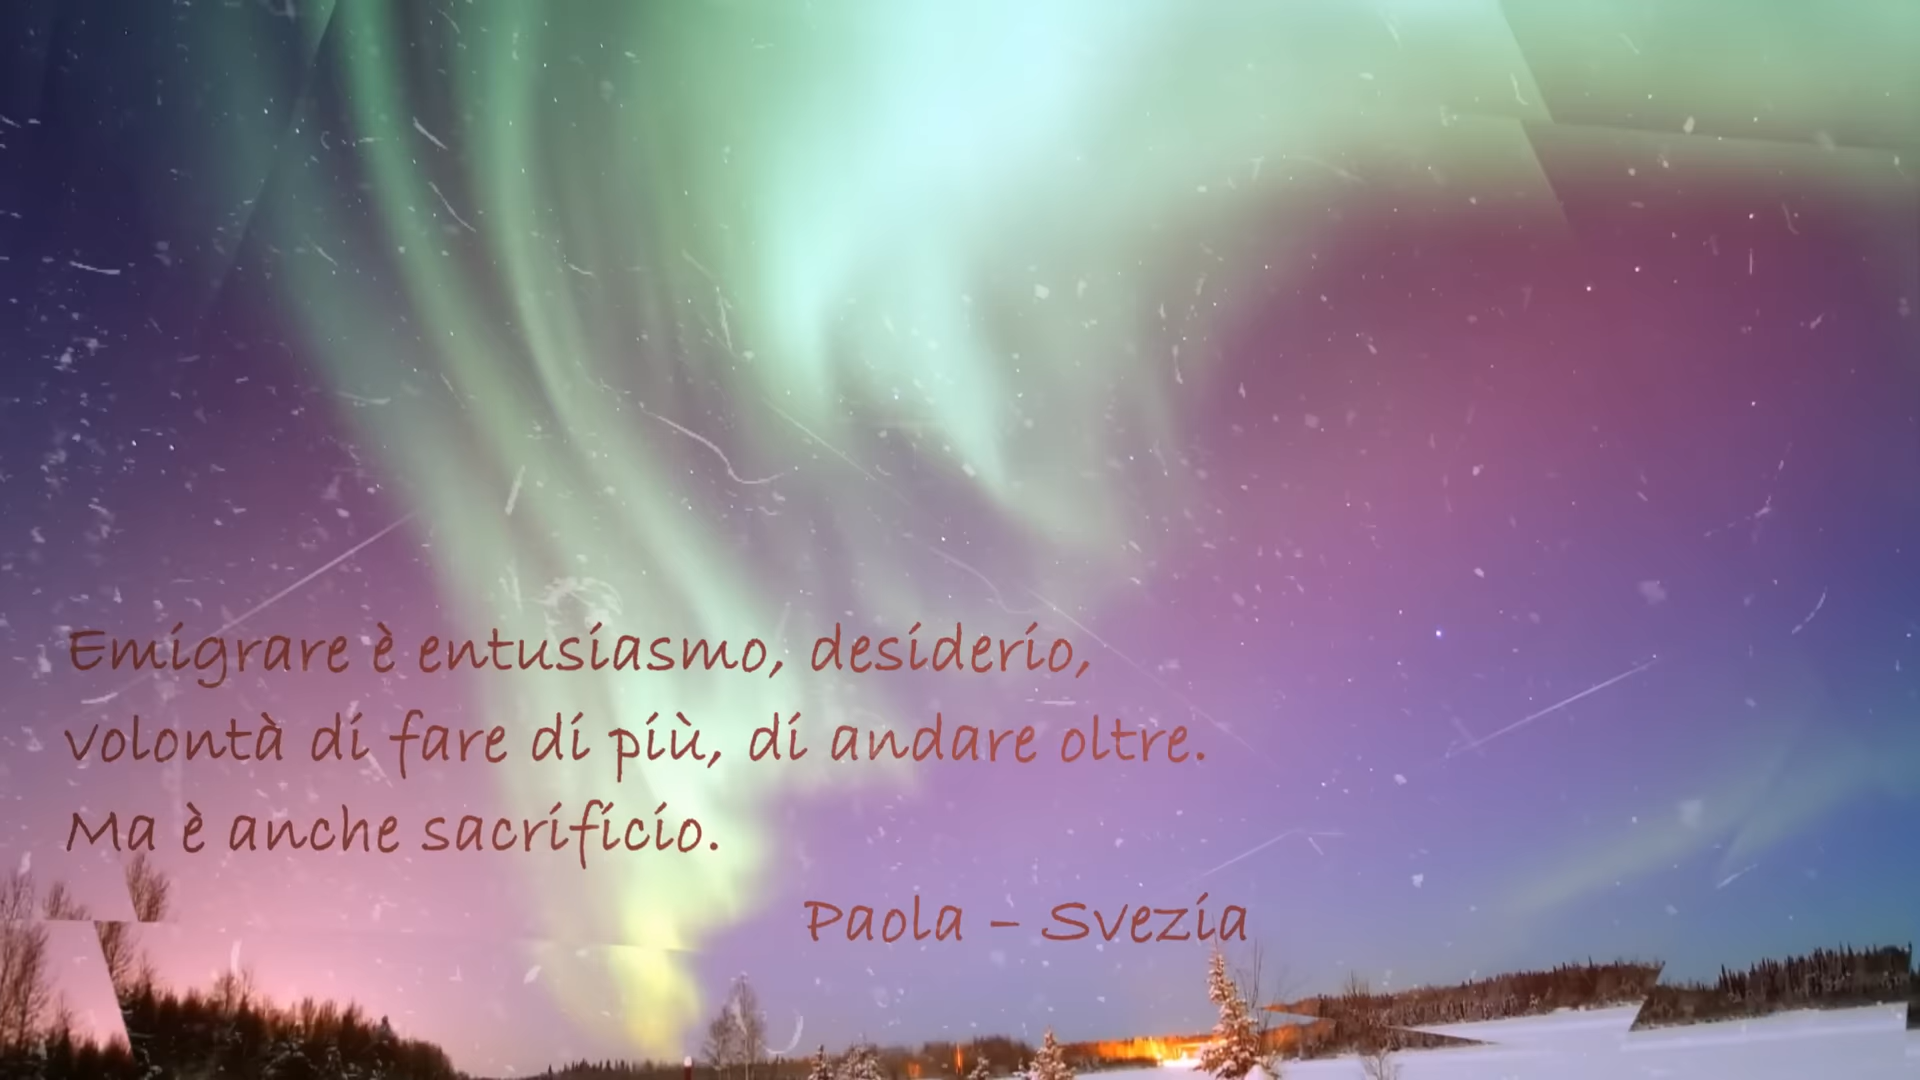 Emigrare è entusiasmo, desiderio,
volontà di fare di più, di andare oltre.
Ma è anche sacrificio.
Paola – Svezia